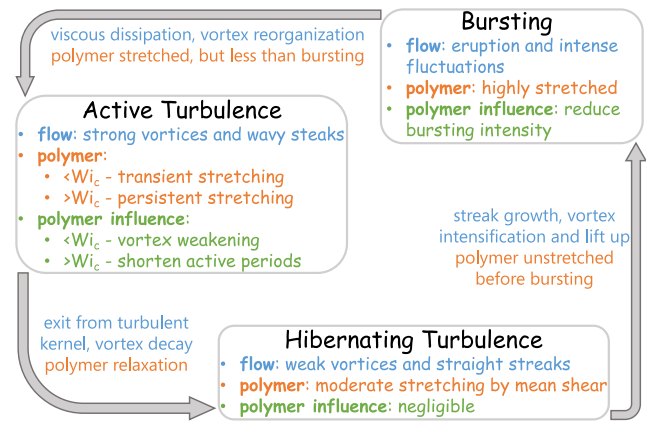 Bursting
• flow: eruption and intense
fluctuations
• polymer: highly stretched
• polymer influence: reduce
bursting intensity
viscous dissipation, vortex reorganization
polymer stretched, but less than bursting
Active Turbulence
• flow: strong vortices and wavy steaks
• polymer:
• <Wi_c - transient stretching
• >Wi_c - persistent stretching
• polymer influence:
• <Wi_c - vortex weakening
• >Wi_c - shorten active periods
exit from turbulent
kernel, vortex decay
polymer relaxation
Hibernating Turbulence
• flow: weak vortices and straight streaks
• polymer: moderate stretching by mean shear
• polymer influence: negligible
streak growth, vortex
intensification and lift up
polymer unstretched
before bursting